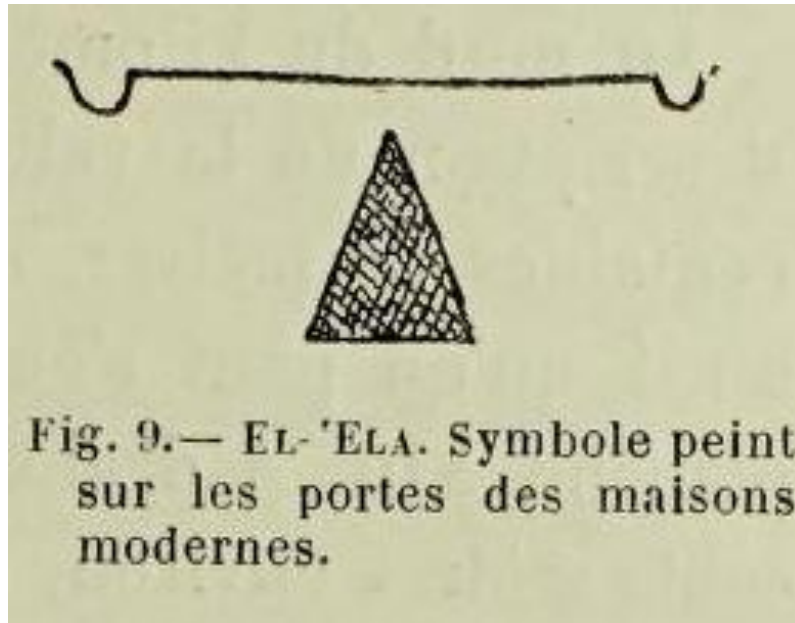 Fig. 9.— EL-'ELA. Symbole peint
sur les portes des maisons
modernes.